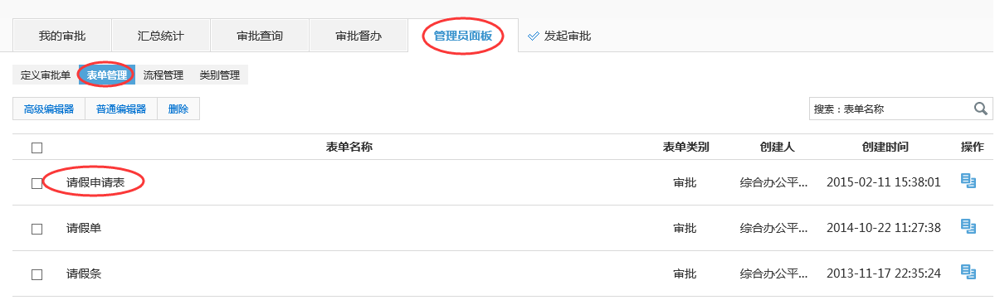 我的审批 汇总统计 审批查询 审批督办 管理员面板 发起审批
定义审批单 表单管理 流程管理 类别管理
高级编辑器 普通编辑器 删除 搜索：表单名称
表单名称 表单类别 创建人 创建时间 操作
请假申请表 审批 综合办公平... 2015-02-11 15:38:01
请假单 审批 综合办公平... 2014-10-22 11:27:38
请假条 审批 综合办公平... 2013-11-17 22:35:24